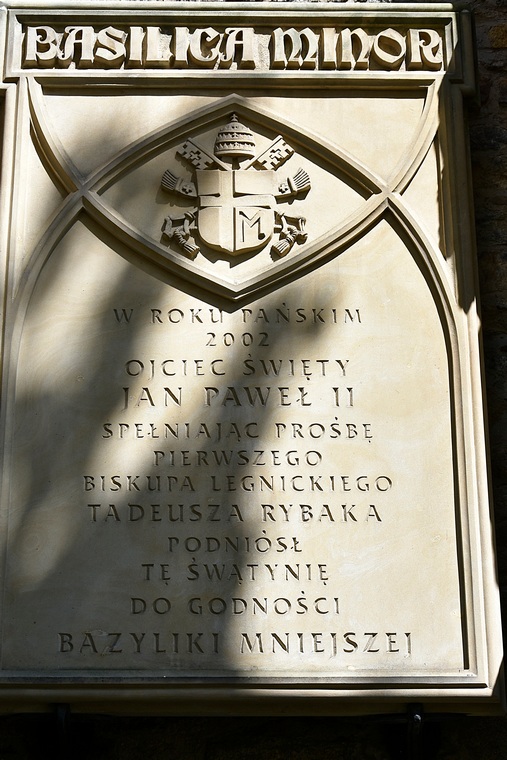 BASILICA MINOR
M
W ROKU PAŃSKIM
2002
OJCIEC ŚWIĘTY
JAN PAWEŁ II
SPEŁNIAJĄC PROŚBĘ
PIERWSZEGO
BISKUPA LEGNICKIEGO
TADEUSZA RYBAKA
PODNIÓSŁ
TĘ ŚWĄTYNIĘ
DO GODNOŚCI
BAZYLIKI MNIEJSZEJ